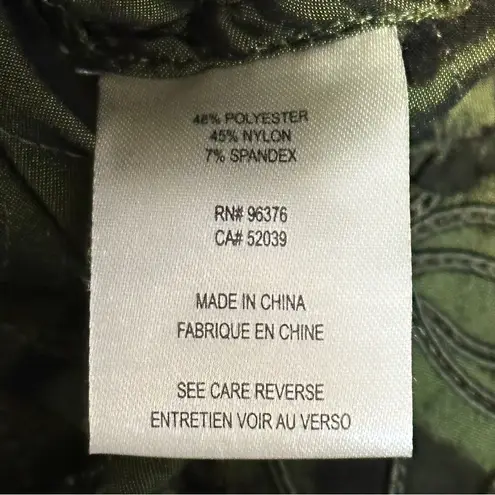 48% POLYESTER
45% NYLON
7% SPANDEX
RN# 96376
CA# 52039
MADE IN CHINA
FABRIQUE EN CHINE
SEE CARE REVERSE
ENTRETIEN VOIR AU VERSO